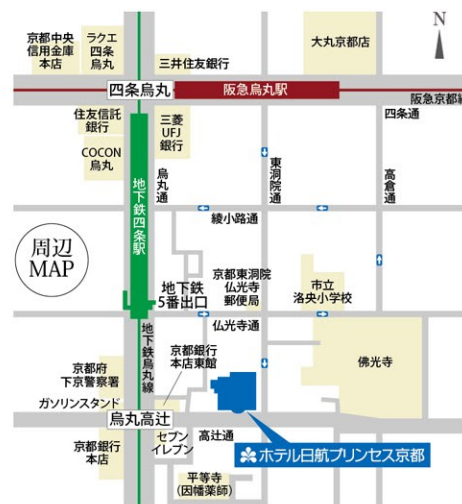 N
京都中央
信用金庫
本店
ラクエ
四条
烏丸
三井住友銀行
大丸京都店
四条烏丸
阪急烏丸駅
阪急京都線
住友信託
銀行
三菱
UFJ
銀行
四条通
COCON
烏丸
地下鉄四条駅
烏丸通
東洞院通
高倉通
綾小路通
周辺
MAP
地下鉄
5番出口
京都東洞院
仏光寺
郵便局
市立
洛央小学校
仏光寺通
地下鉄烏丸線
京都銀行
本店東館
佛光寺
京都府
下京警察署
ガソリンスタンド
烏丸高辻
京都銀行
本店
セブン
イレブン
高辻通
ホテル日航プリンセス京都
平等寺
(因幡薬師)